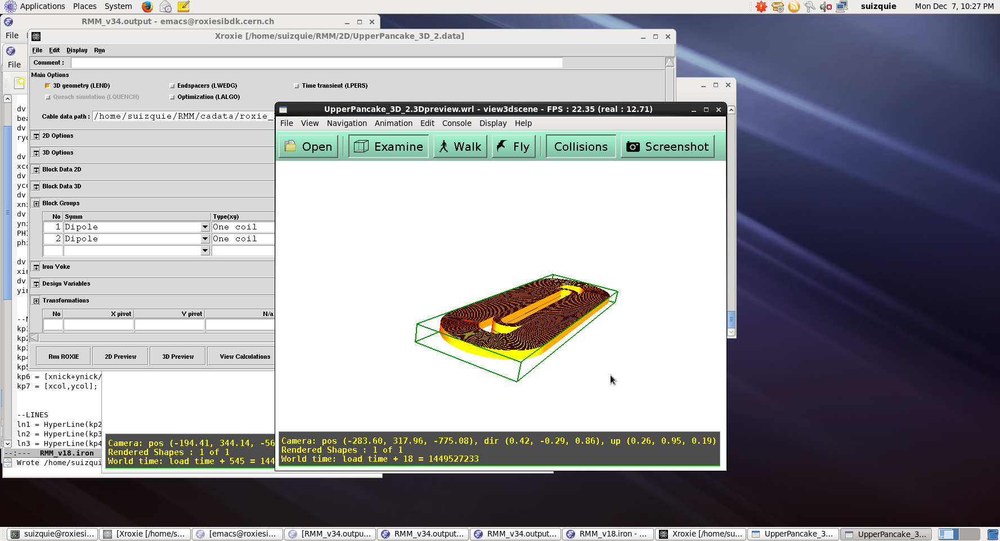 Applications Places System suizquie Mon Dec 7, 10:27 PM
RMM_v34.output - emacs@roxiesibdk.cern.ch
File
Xroxie [/home/suizquie/RMM/2D/UpperPancake_3D_2.data]
File Edit Display Run
File
Comment :
Main Options
3D geometry (LEND) Endspacers (LWEDG) Time transient (LPERS)
Quench simulation (LQUENCH) Optimization (LALGO)
Cable data path : /home/suizquie/RMM/cadata/roxie_
2D Options
3D Options
Block Data 2D
Block Data 3D
Block Groups
No Symm Type(xy)
1 Dipole One coil
2 Dipole One coil
Iron Yoke
Design Variables
Transformations
No X pivot Y pivot N/a
Run ROXIE 2D Preview 3D Preview View Calculations
dv
bea
dv
ryo
dv
xco
dv
yco
dv
xni
dv
yni
PHI
phi
dv
xin
dv
yin
--M
kp1
kp2
kp3
kp4
kp5
kp6 = [xnick+ynick/
kp7 = [xcol,ycol];
--LINES
ln1 = HyperLine(kp2
ln2 = HyperLine(kp3
ln3 = HyperLine(kp4
--:--- RMM_v18.iron
Wrote /home/suizqui
Camera: pos (-194.41, 344.14, -56
Rendered Shapes : 1 of 1
World time: load time + 545 = 144
UpperPancake_3D_2.3Dpreview.wrl - view3dscene - FPS : 22.35 (real : 12.71)
File View Navigation Animation Edit Console Display Help
Open Examine Walk Fly Collisions Screenshot
Camera: pos (-283.60, 317.96, -775.08), dir (0.42, -0.29, 0.86), up (0.26, 0.95, 0.19)
Rendered Shapes : 1 of 1
World time: load time + 18 = 1449527233
suizquie@roxiesi... [Xroxie [/home/s... [emacs@roxiesi... [RMM_v34.outpu... RMM_v34.output... RMM_v34.output... RMM_v18.iron - ... Xroxie [/home/su... UpperPancake_3... UpperPancake_3...